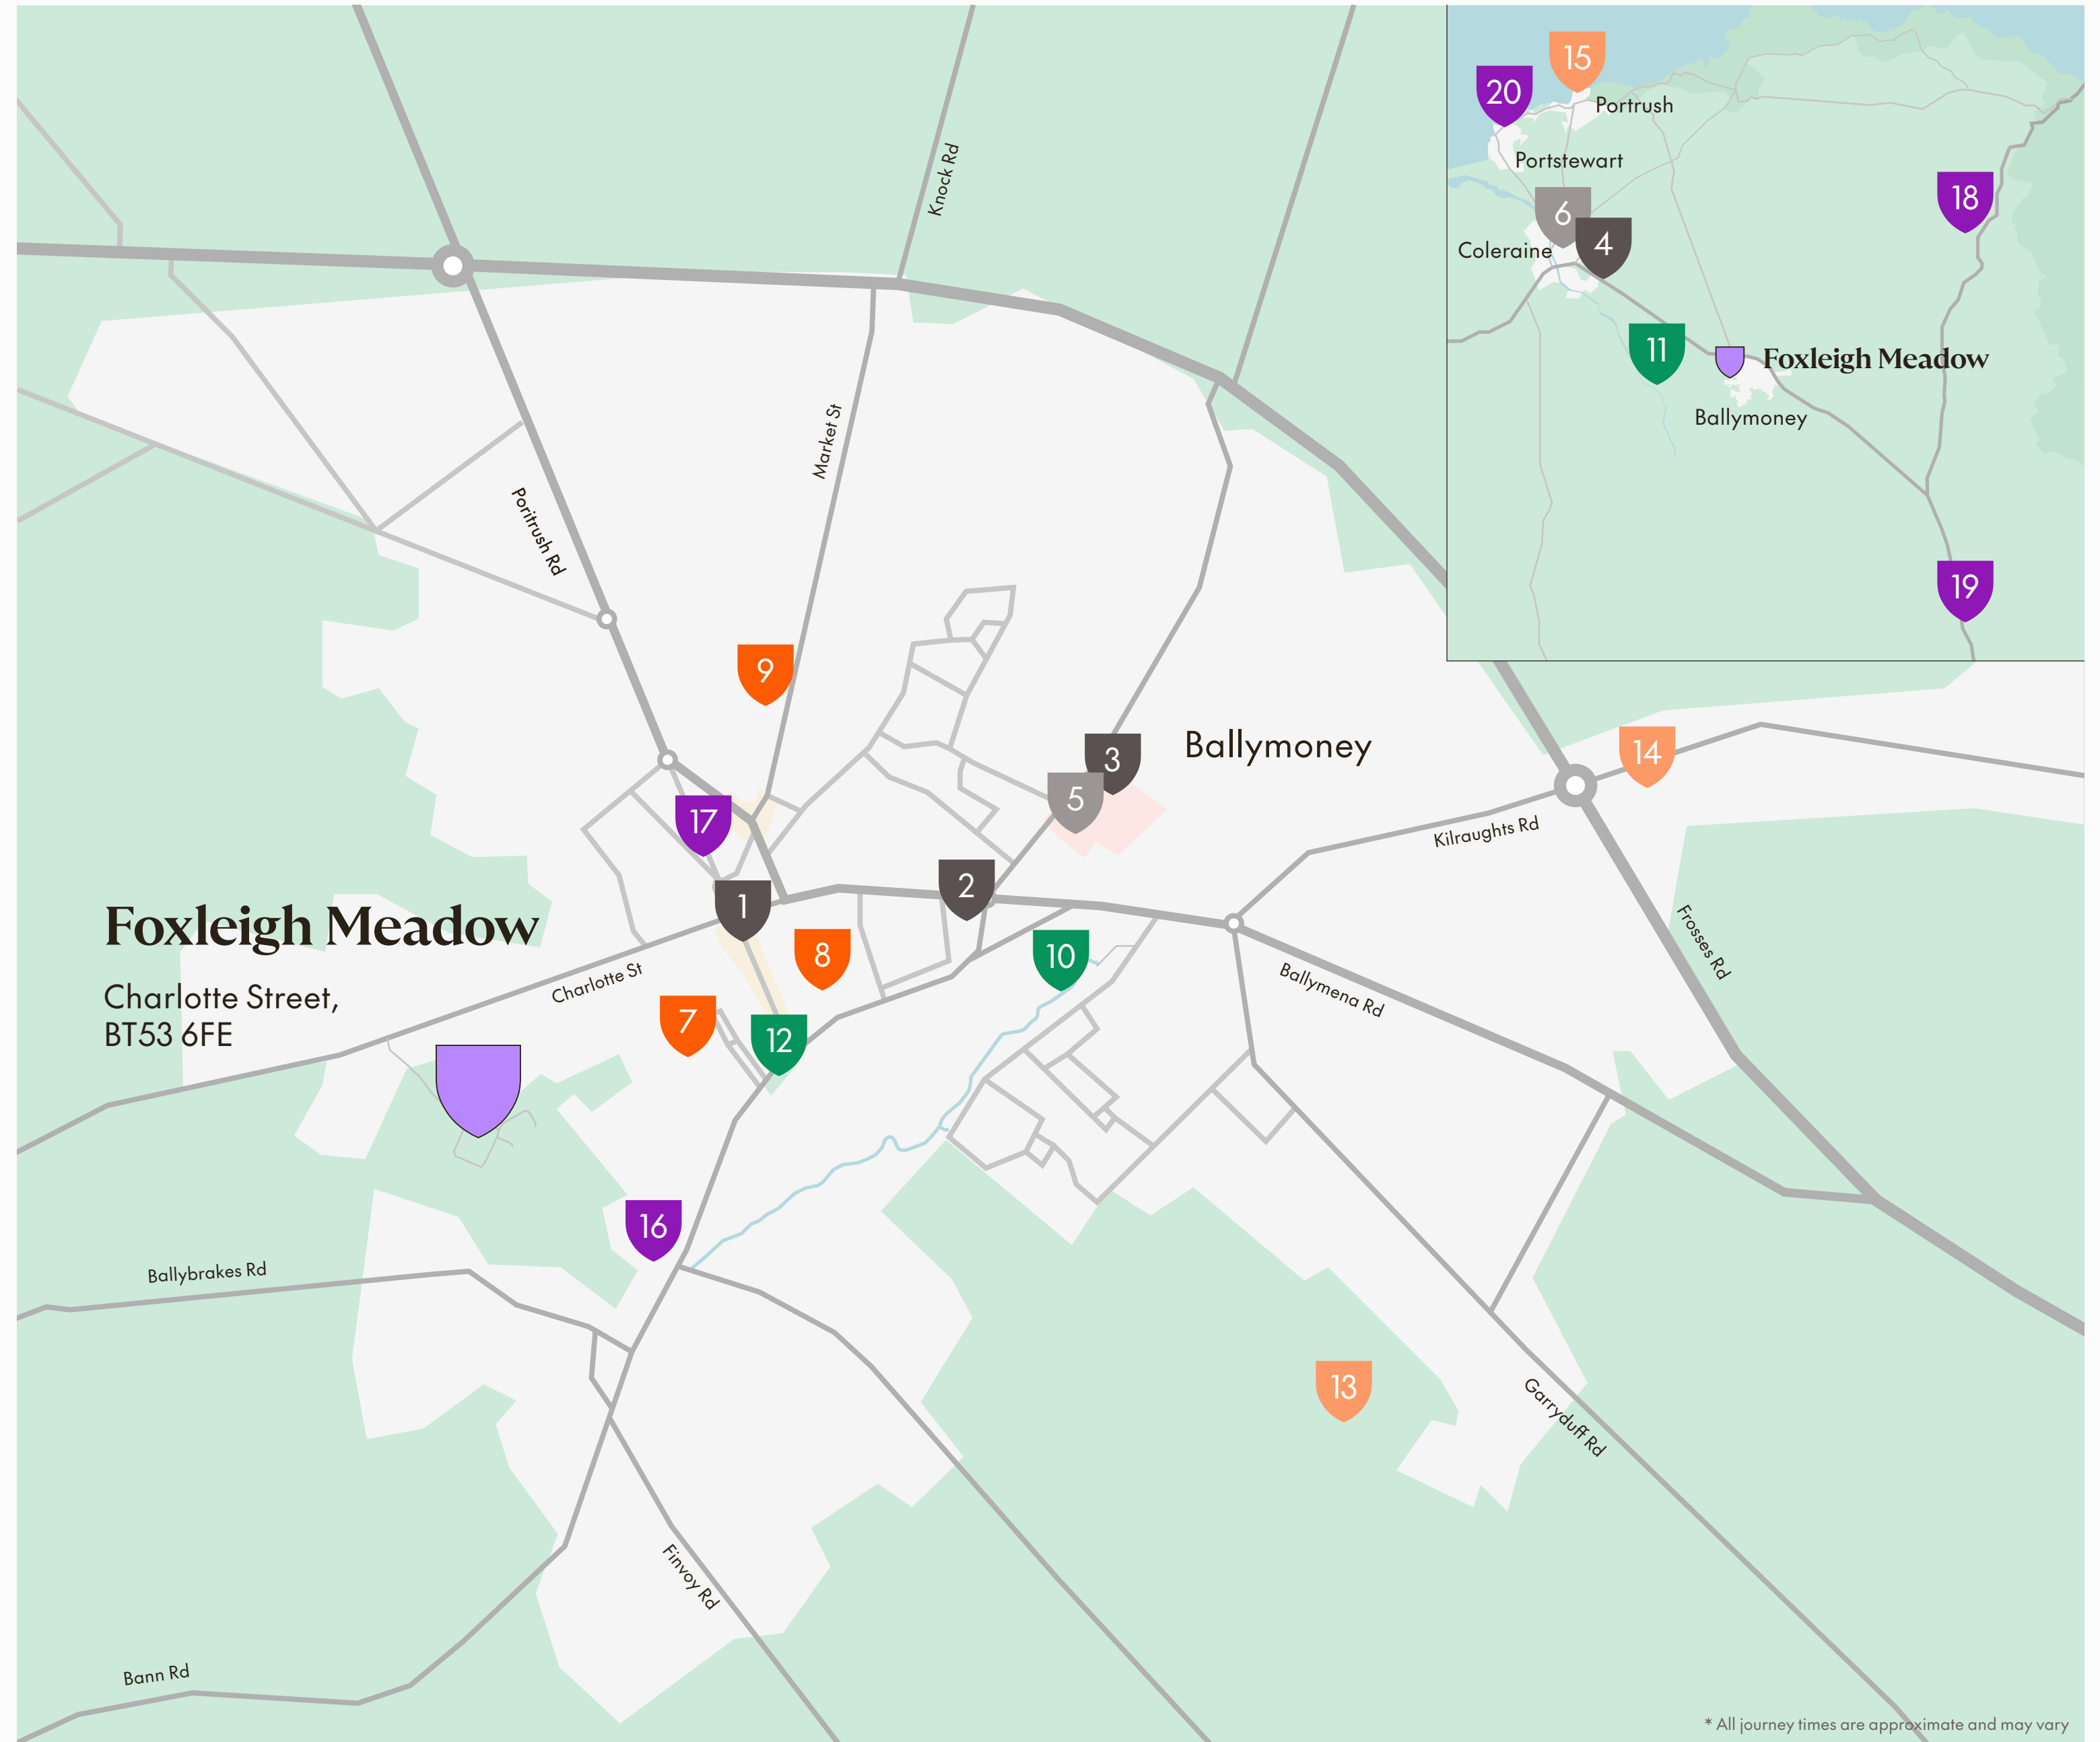 15
20
Portrush
Portstewart
18
6
4
Coleraine
11
Foxleigh Meadow
Ballymoney
19
Knock Rd
Market St
Poritrush Rd
9
3
Ballymoney
14
5
17
Kilraughts Rd
2
1
Foxleigh Meadow
Charlotte Street,
BT53 6FE
Charlotte St
8
10
Frosses Rd
Ballymena Rd
7
12
16
Ballybrakes Rd
13
Garryduff Rd
Finvoy Rd
Bann Rd
* All journey times are approximate and may vary